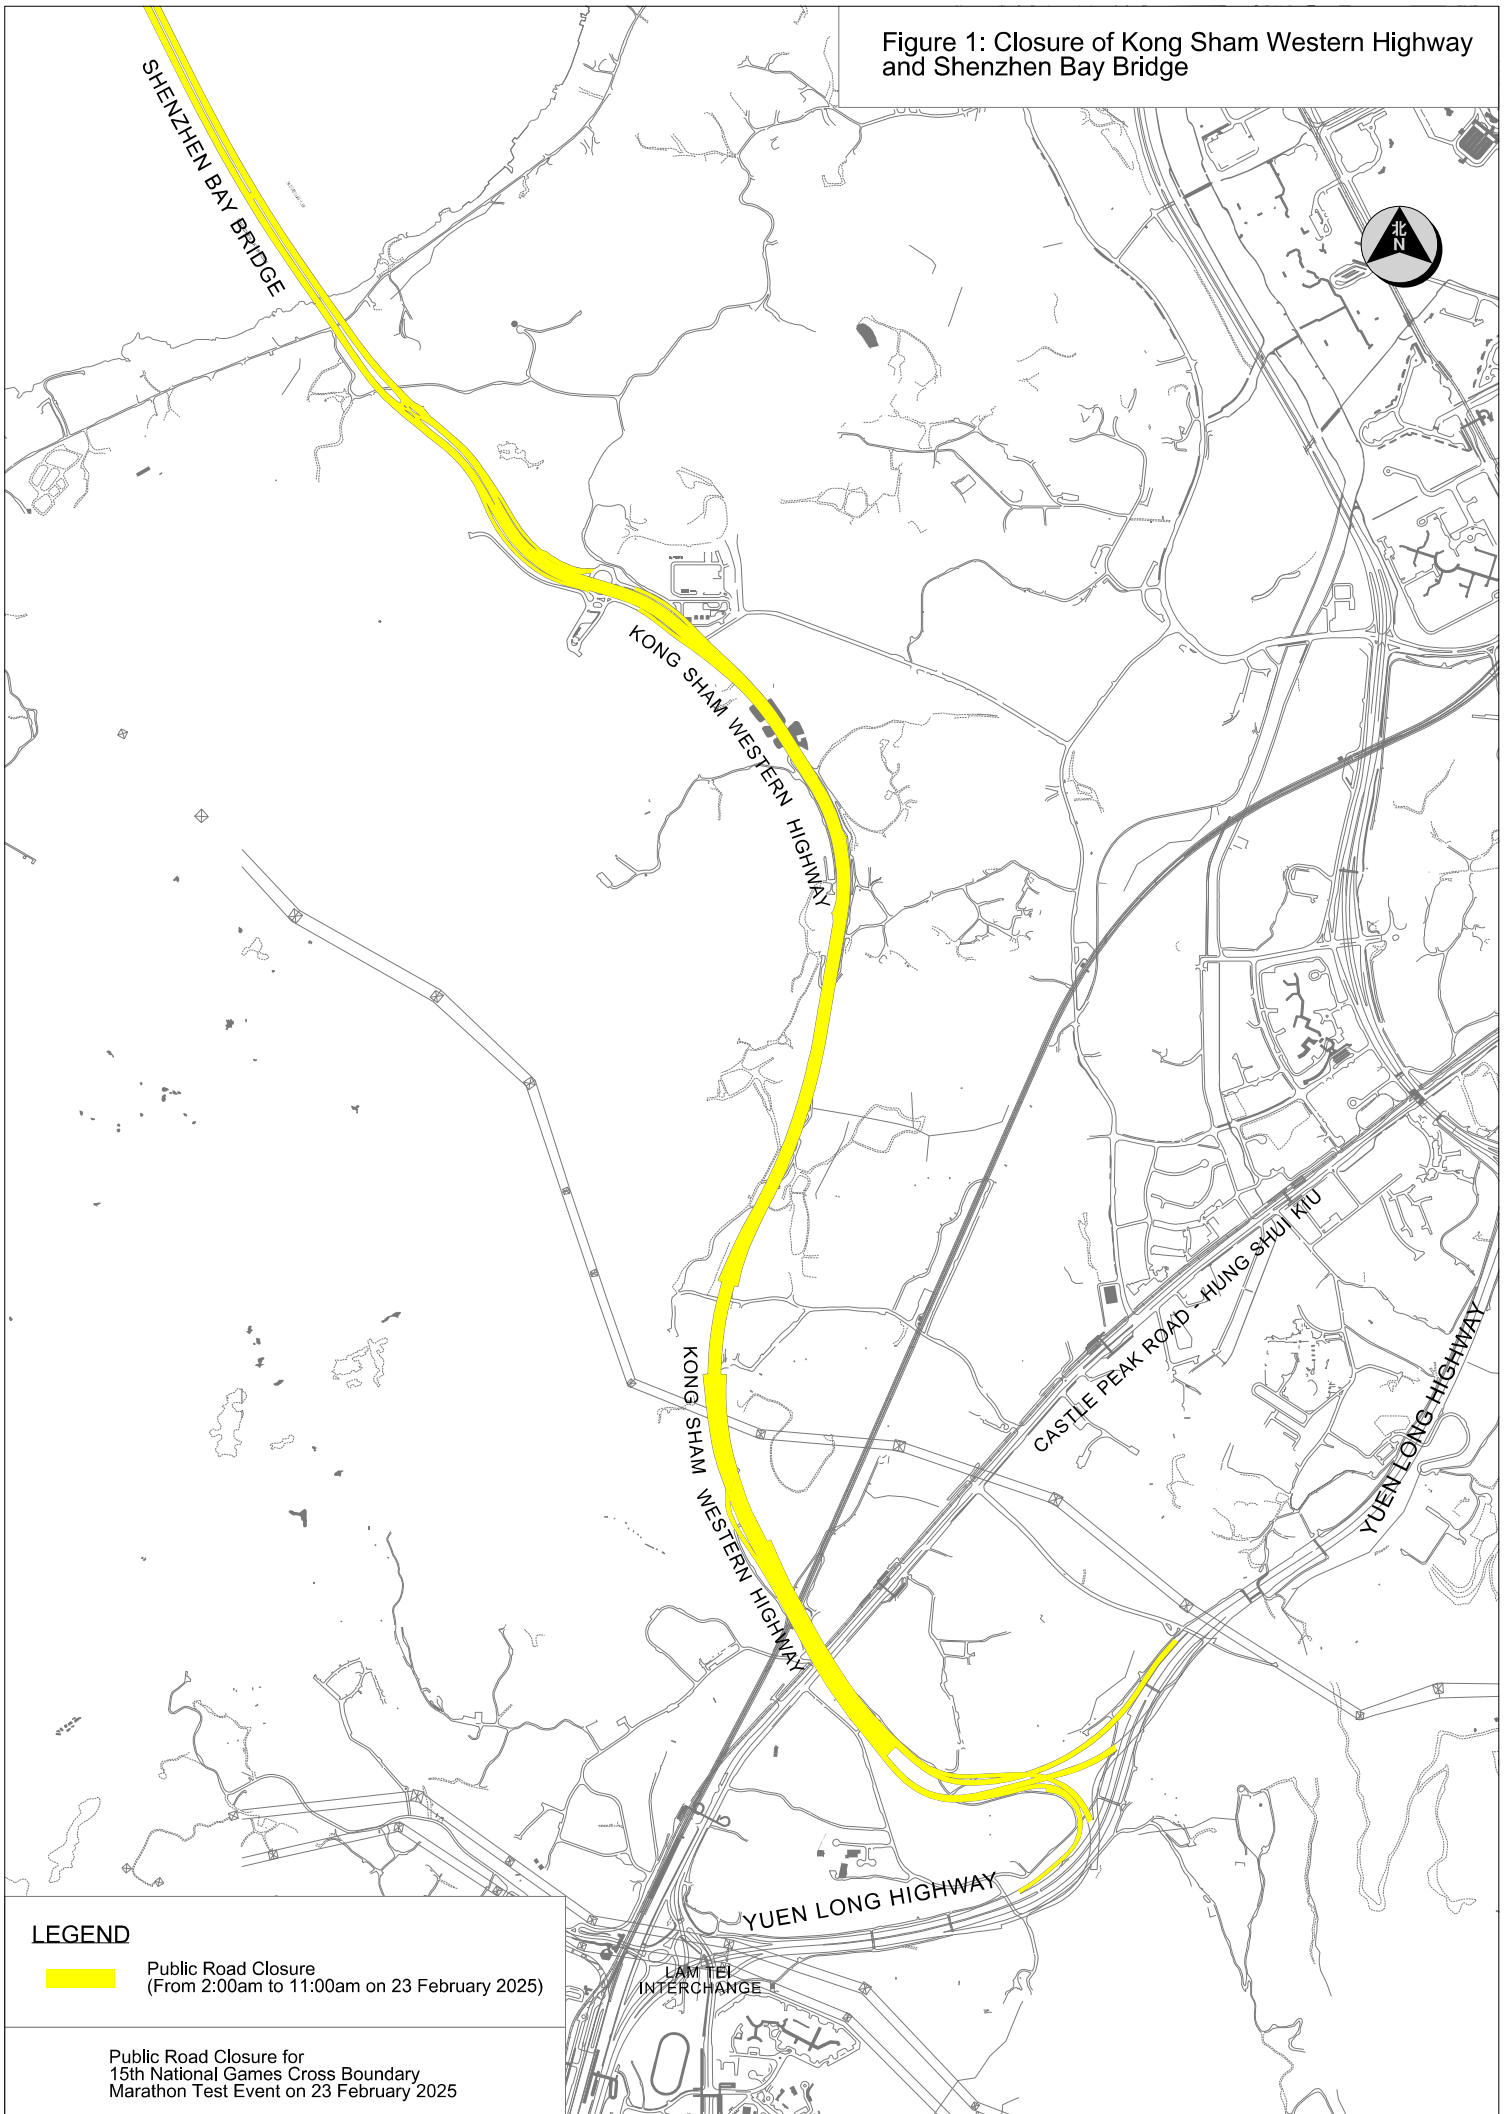 Figure 1: Closure of Kong Sham Western Highway
and Shenzhen Bay Bridge
SHENZHEN BAY BRIDGE
北
N
KONG SHAM WESTERN HIGHWAY
KONG SHAM WESTERN HIGHWAY
CASTLE PEAK ROAD - HUNG SHUI KIU
YUEN LONG HIGHWAY
YUEN LONG HIGHWAY
LAM TEI
INTERCHANGE
LEGEND
Public Road Closure
(From 2:00am to 11:00am on 23 February 2025)
Public Road Closure for
15th National Games Cross Boundary
Marathon Test Event on 23 February 2025